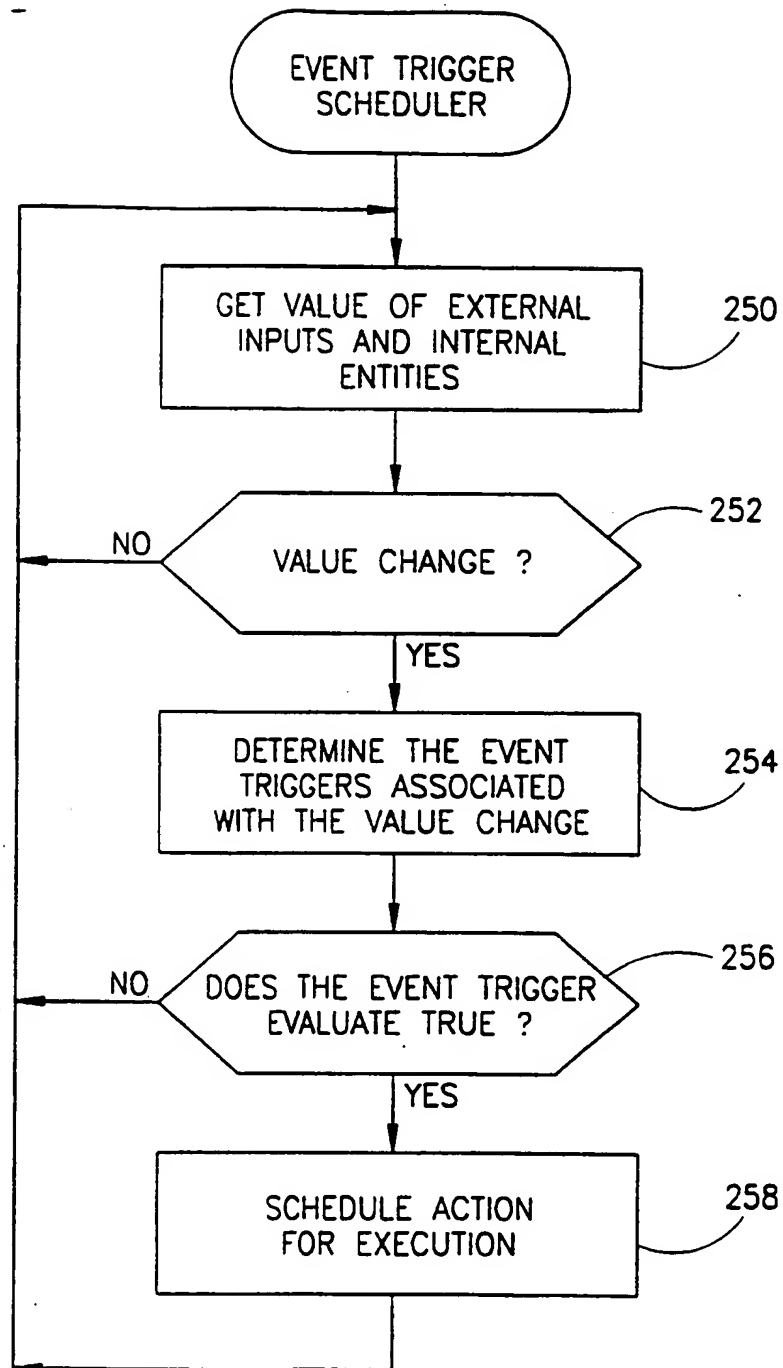 EVENT TRIGGER
SCHEDULER
GET VALUE OF EXTERNAL
INPUTS AND INTERNAL
ENTITIES
250
VALUE CHANGE ?
252
NO
YES
DETERMINE THE EVENT
TRIGGERS ASSOCIATED
WITH THE VALUE CHANGE
254
DOES THE EVENT TRIGGER
EVALUATE TRUE ?
256
NO
YES
SCHEDULE ACTION
FOR EXECUTION
258